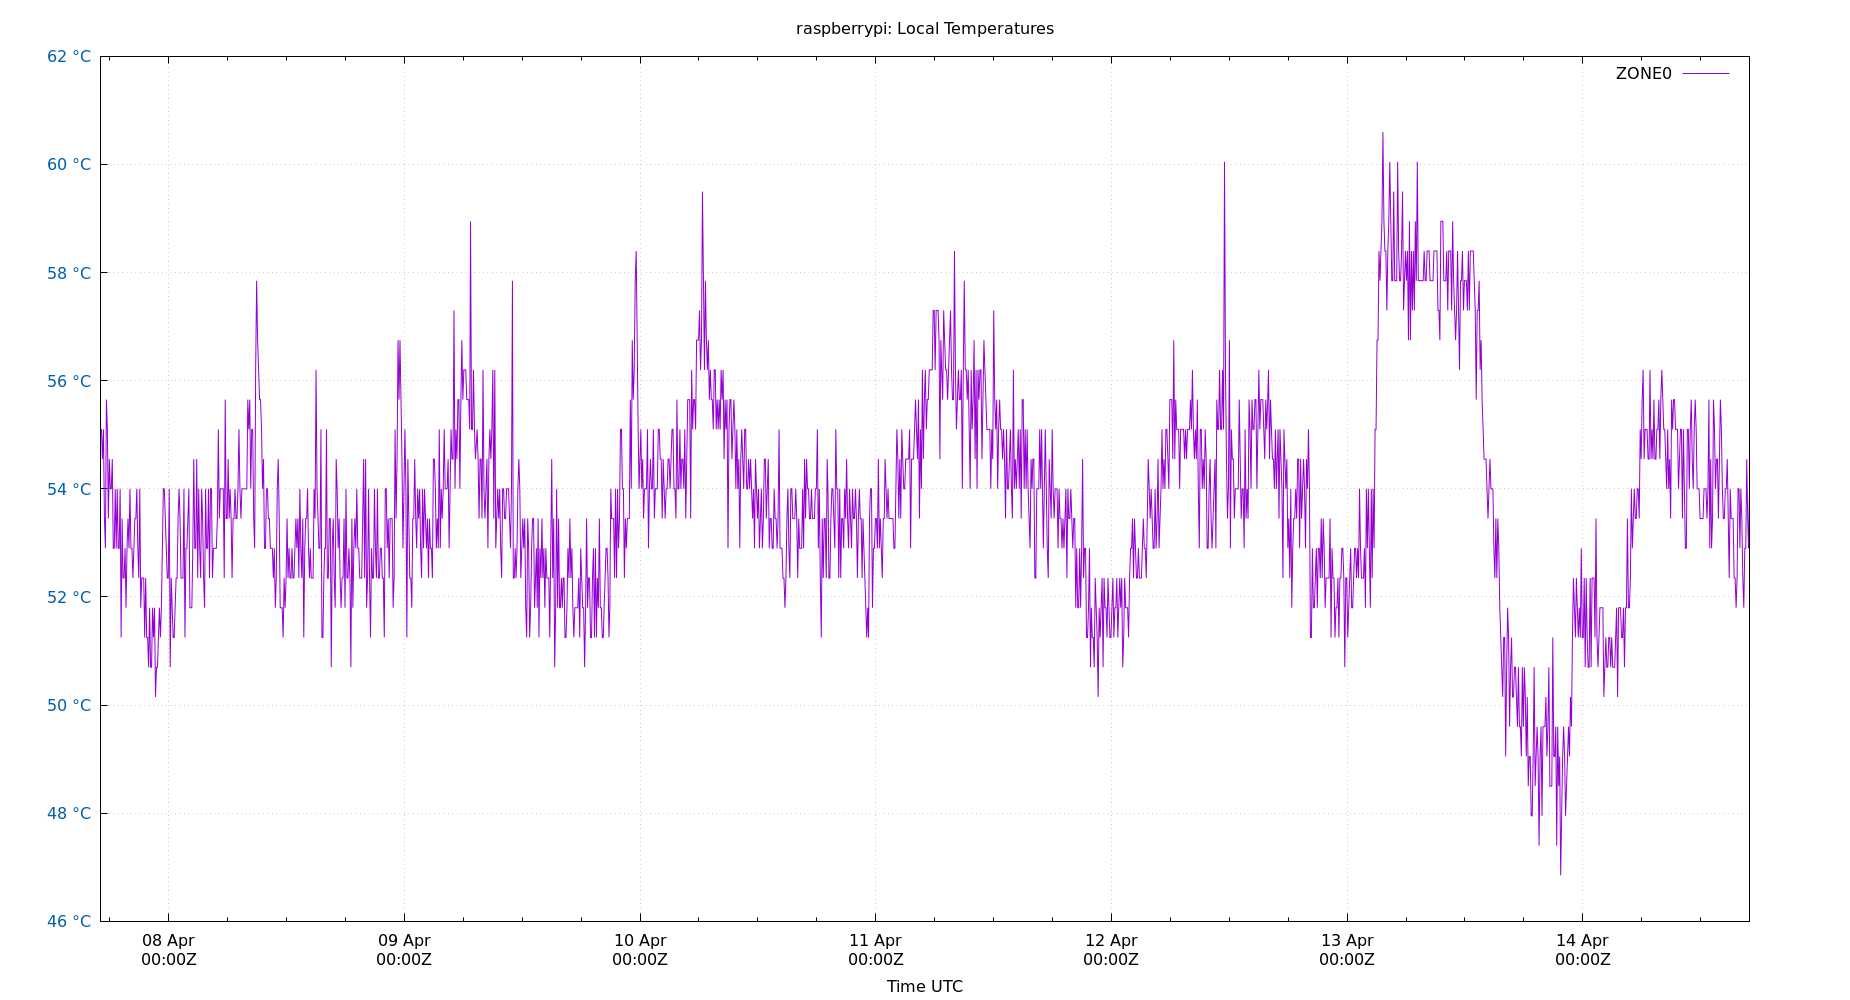 raspberrypi: Local Temperatures
62 °C
ZONE0
60 °C
58 °C
56 °C
54 °C
52 °C
50 °C
48 °C
46 °C
08 Apr 09 Apr 10 Apr 11 Apr 12 Apr 13 Apr 14 Apr
00:00Z 00:00Z 00:00Z 00:00Z 00:00Z 00:00Z 00:00Z
Time UTC